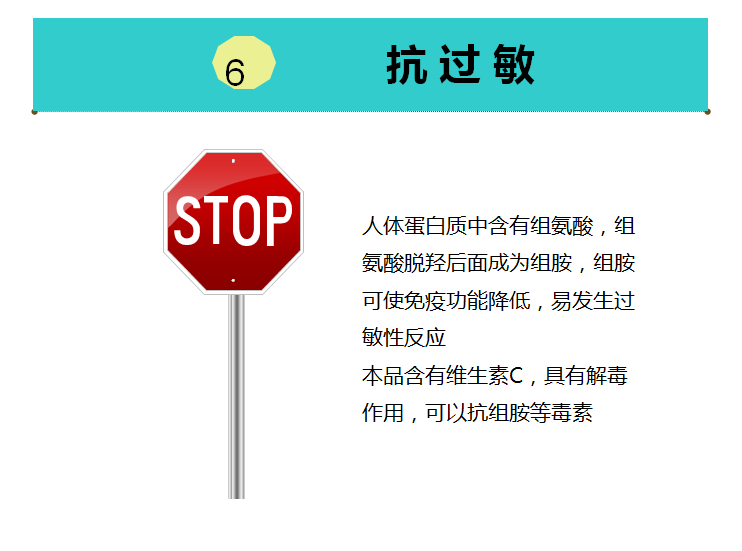 6
抗过敏
STOP
人体蛋白质中含有组氨酸，组
氨酸脱羟后面成为组胺，组胺
可使免疫功能降低，易发生过
敏性反应
本品含有维生素C，具有解毒
作用，可以抗组胺等毒素